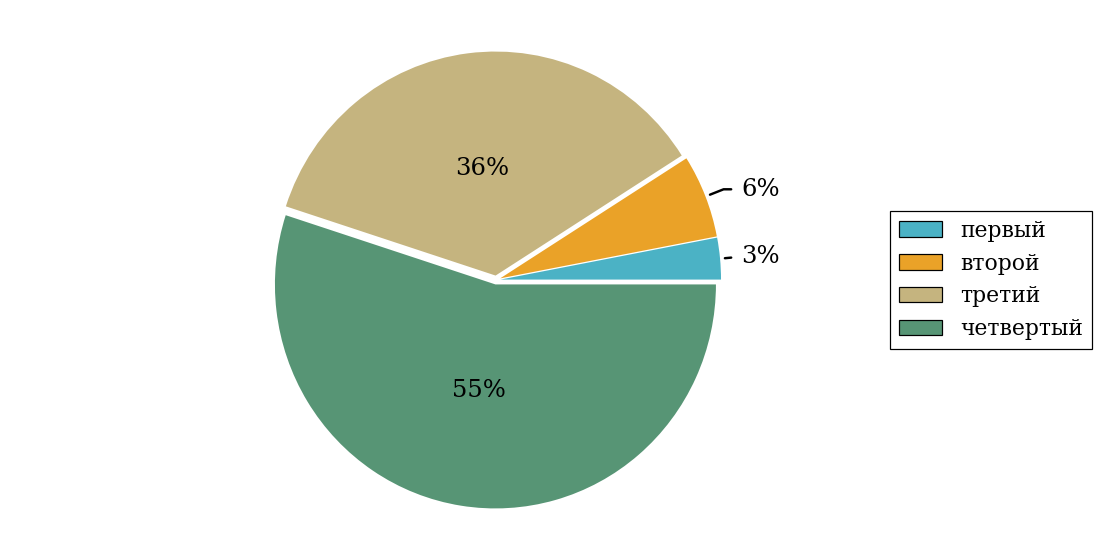 36%
6%
3%
55%
первый
второй
третий
четвертый